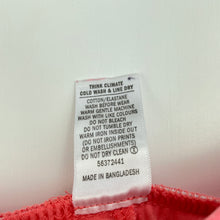 THINK CLIMATE
COLD WASH & LINE DRY
COTTON/ELASTANE
WASH BEFORE WEAR
WARM GENTLE MACHINE
WASH WITH LIKE COLOURS
DO NOT BLEACH
DO NOT TUMBLE DRY
WARM IRON INSIDE OUT
(DO NOT IRON PRINTS
OR EMBELLISHMENTS)
DO NOT DRY CLEAN
56372441
MADE IN BANGLADESH